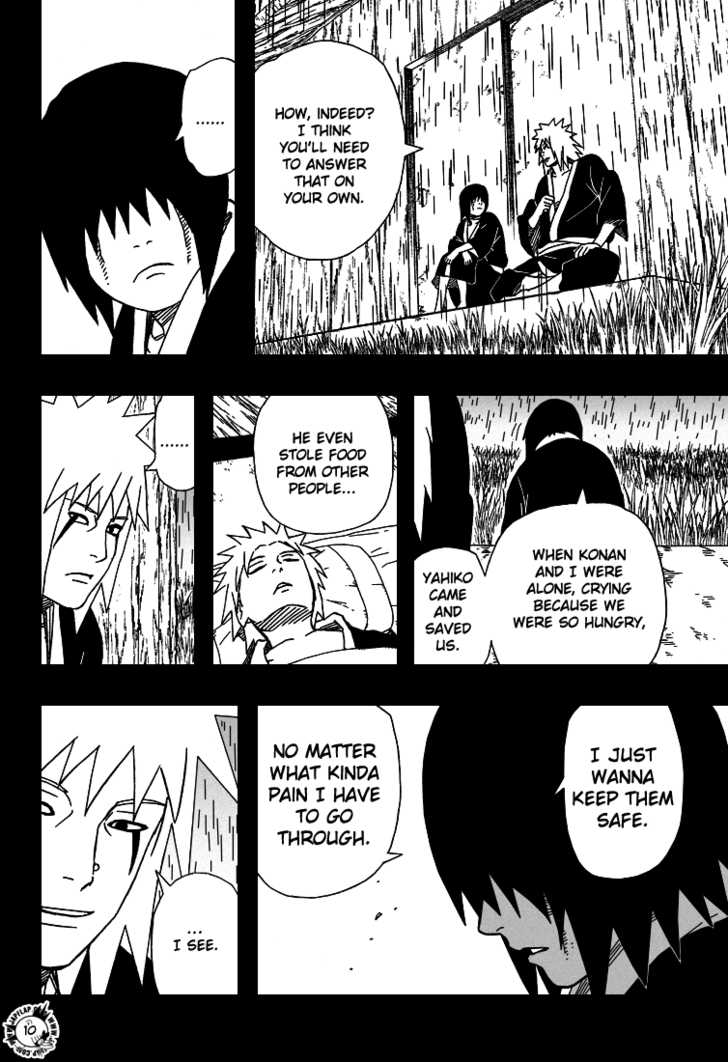 HOW, INDEED?
I THINK
YOU'LL NEED
TO ANSWER
THAT ON
YOUR OWN.
......
WHEN KONAN
AND I WERE
ALONE, CRYING
BECAUSE WE
WERE SO HUNGRY,
YAHIKO
CAME
AND
SAVED
US.
HE EVEN
STOLE FOOD
FROM OTHER
PEOPLE...
......
I JUST
WANNA
KEEP THEM
SAFE.
NO MATTER
WHAT KINDA
PAIN I HAVE
TO GO
THROUGH.
...
I SEE.
10